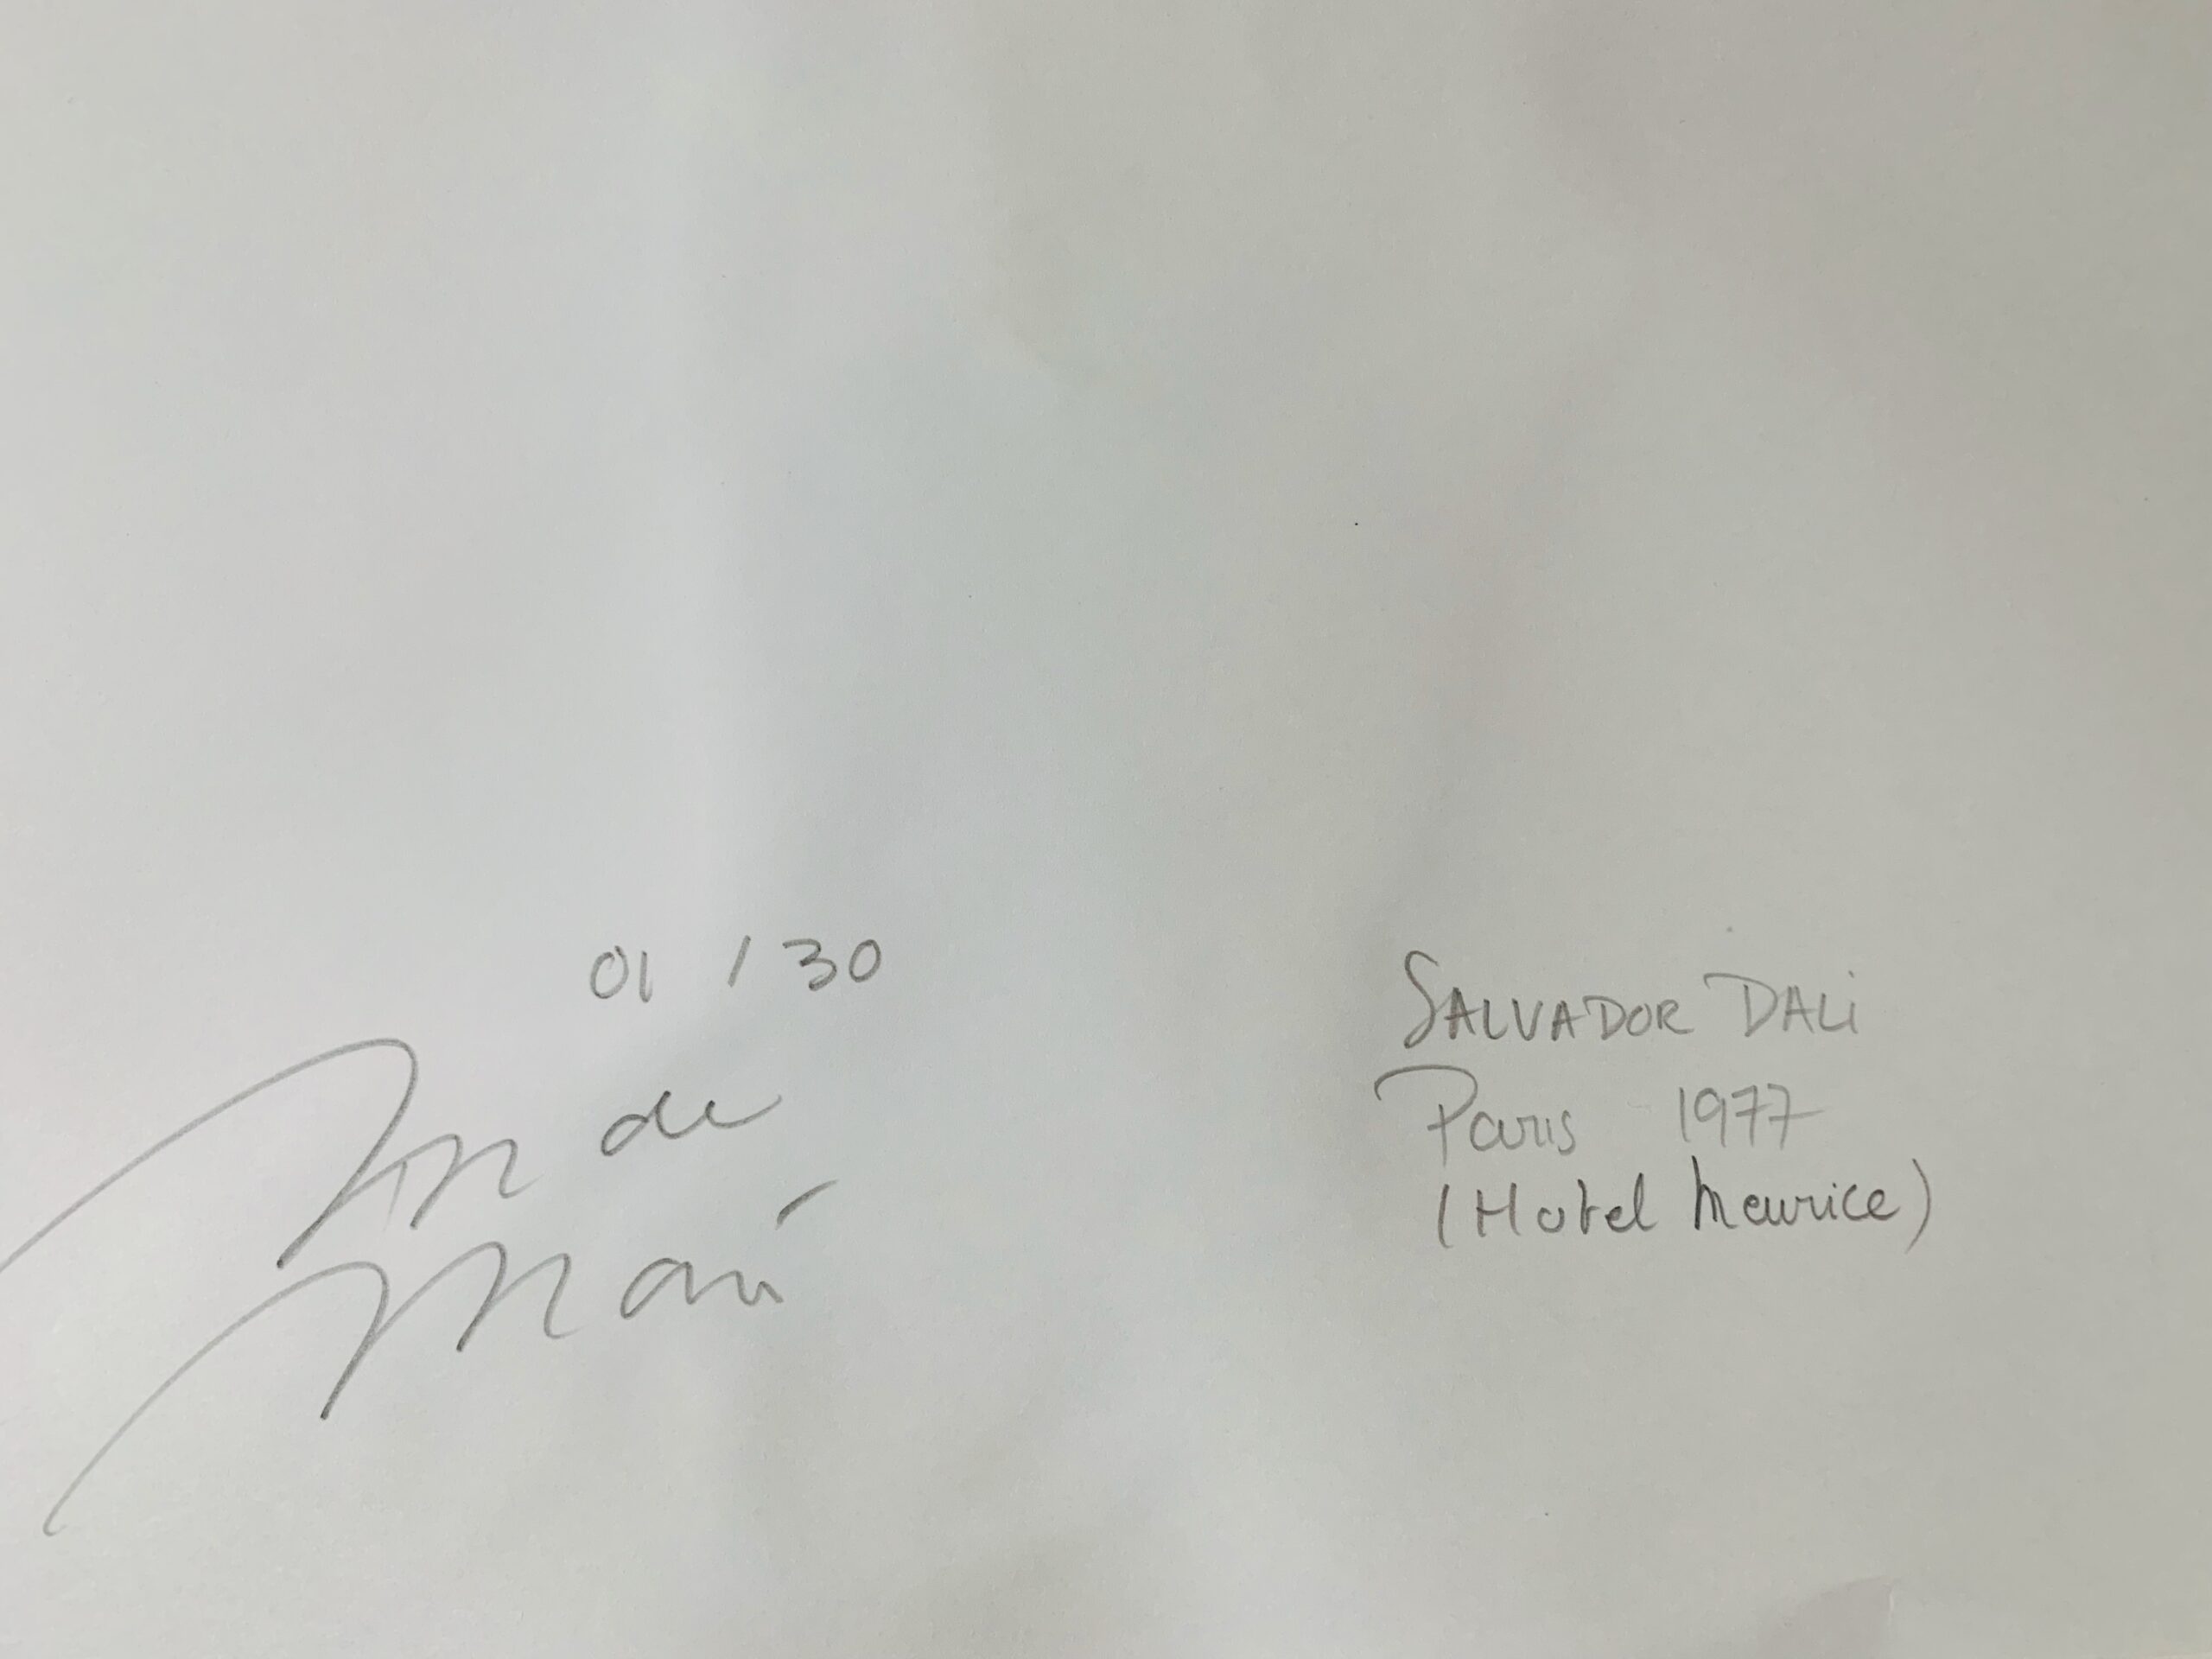 01 / 30
SALVADOR DALi
Paris 1977
(Hotel Meurice)